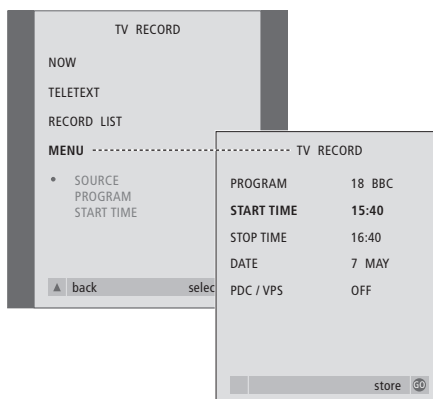 TV RECORD
NOW
TELETEXT
RECORD LIST
MENU
• SOURCE
PROGRAM
START TIME
▲ back selec
TV RECORD
PROGRAM 18 BBC
START TIME 15:40
STOP TIME 16:40
DATE 7 MAY
PDC / VPS OFF
store GO